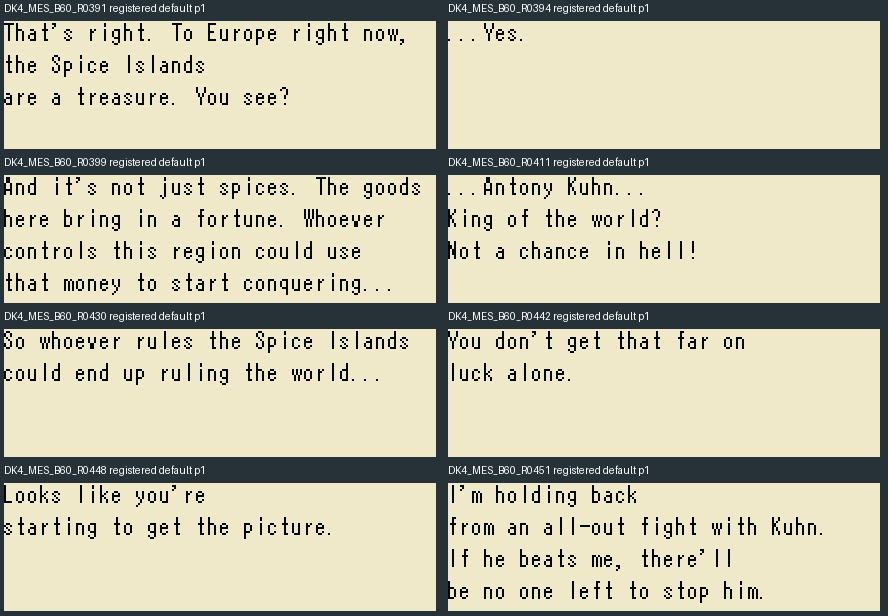 DK4_MES_B60_R0391 registered default p1
That's right. To Europe right now,
the Spice Islands
are a treasure. You see?
DK4_MES_B60_R0394 registered default p1
...Yes.
DK4_MES_B60_R0399 registered default p1
And it's not just spices. The goods
here bring in a fortune. Whoever
controls this region could use
that money to start conquering...
DK4_MES_B60_R0411 registered default p1
...Antony Kuhn...
King of the world?
Not a chance in hell!
DK4_MES_B60_R0430 registered default p1
So whoever rules the Spice Islands
could end up ruling the world...
DK4_MES_B60_R0442 registered default p1
You don't get that far on
luck alone.
DK4_MES_B60_R0448 registered default p1
Looks like you're
starting to get the picture.
DK4_MES_B60_R0451 registered default p1
I'm holding back
from an all-out fight with Kuhn.
If he beats me, there'll
be no one left to stop him.